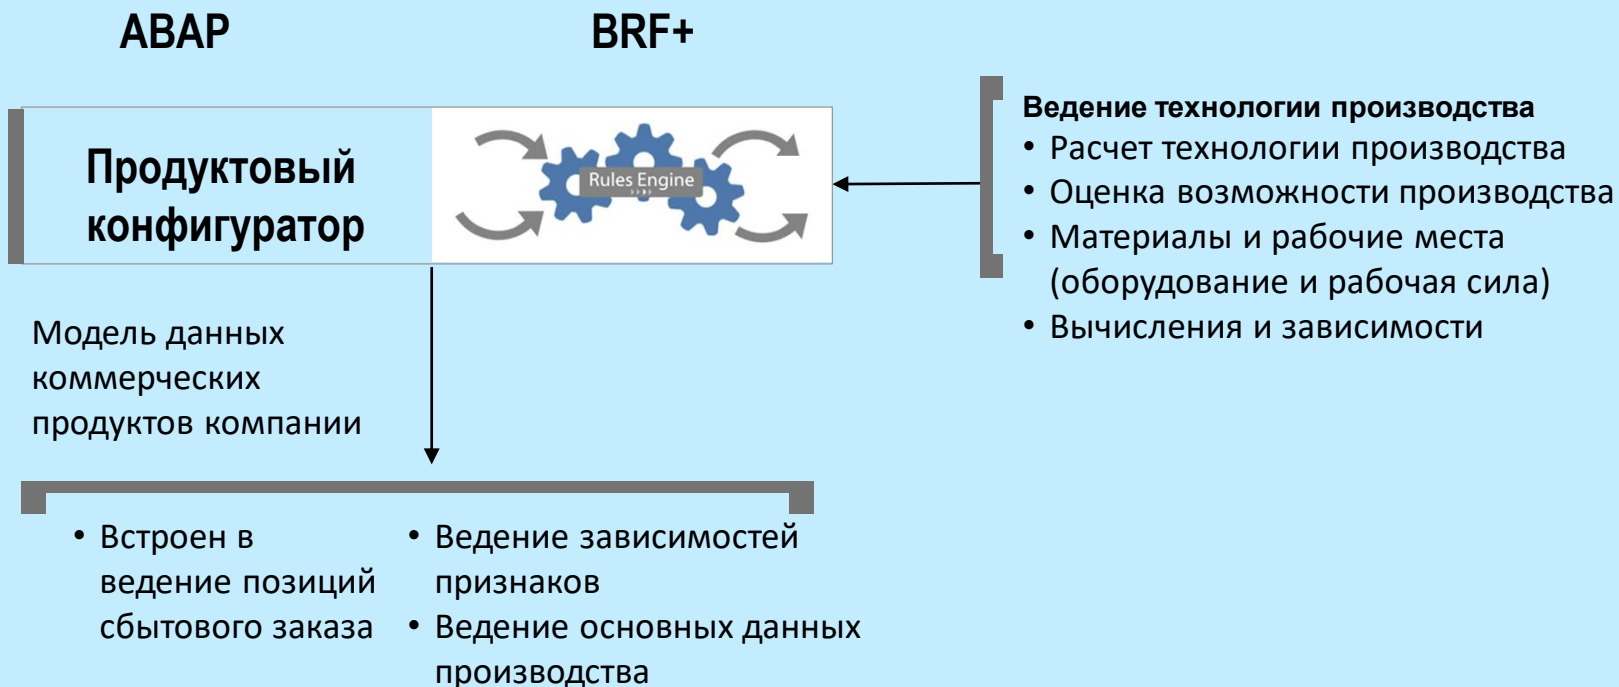 ABAP
BRF+
Продуктовый
конфигуратор
Rules Engine
Ведение технологии производства
• Расчет технологии производства
• Оценка возможности производства
• Материалы и рабочие места
(оборудование и рабочая сила)
• Вычисления и зависимости
Модель данных
коммерческих
продуктов компании
• Встроен в
ведение позиций
сбытового заказа
• Ведение зависимостей
признаков
• Ведение основных данных
производства